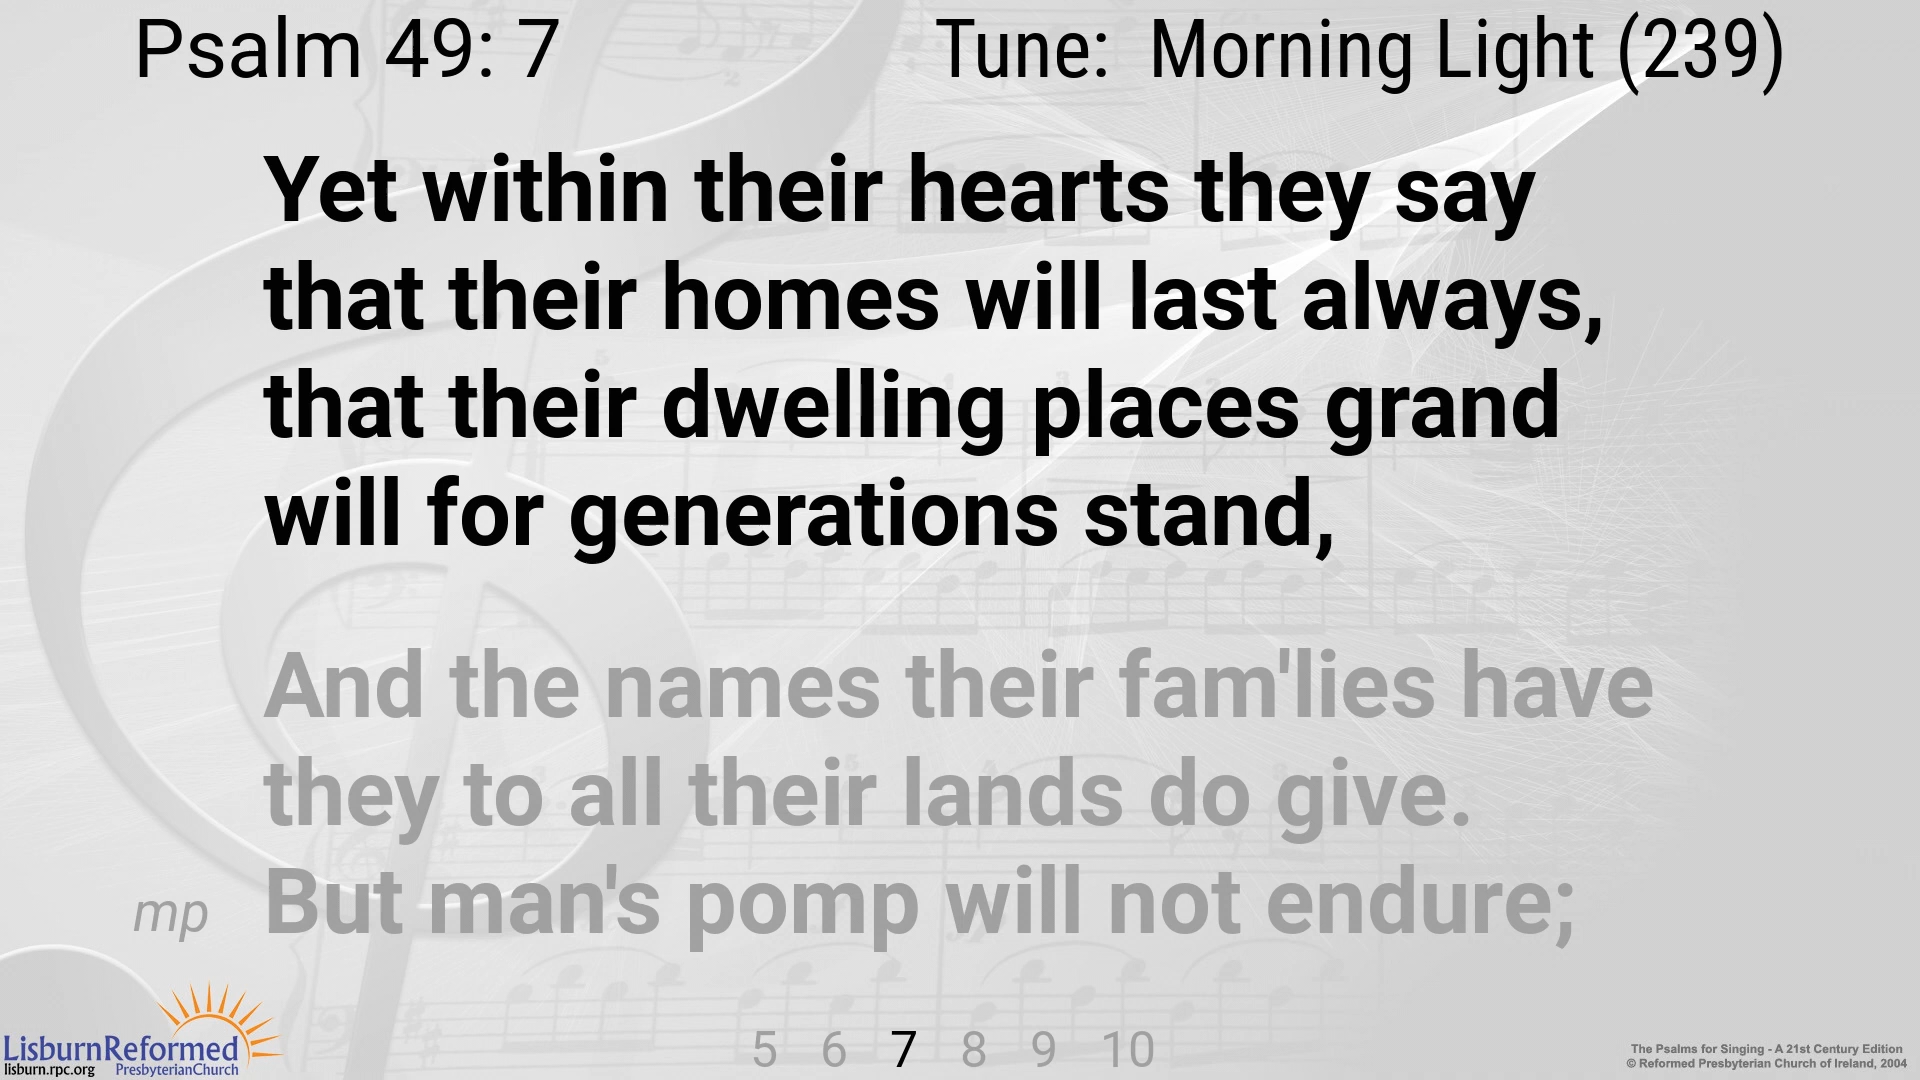 Psalm 49: 7
Tune: Morning Light (239)
Yet within their hearts they say
that their homes will last always,
that their dwelling places grand
will for generations stand,
And the names their fam'lies have
they to all their lands do give.
mp But man's pomp will not endure;
LisburnReformed
lisburn.rpc.org PresbyterianChurch
5 6 7 8 9 10
The Psalms for Singing - A 21st Century Edition
© Reformed Presbyterian Church of Ireland, 2004